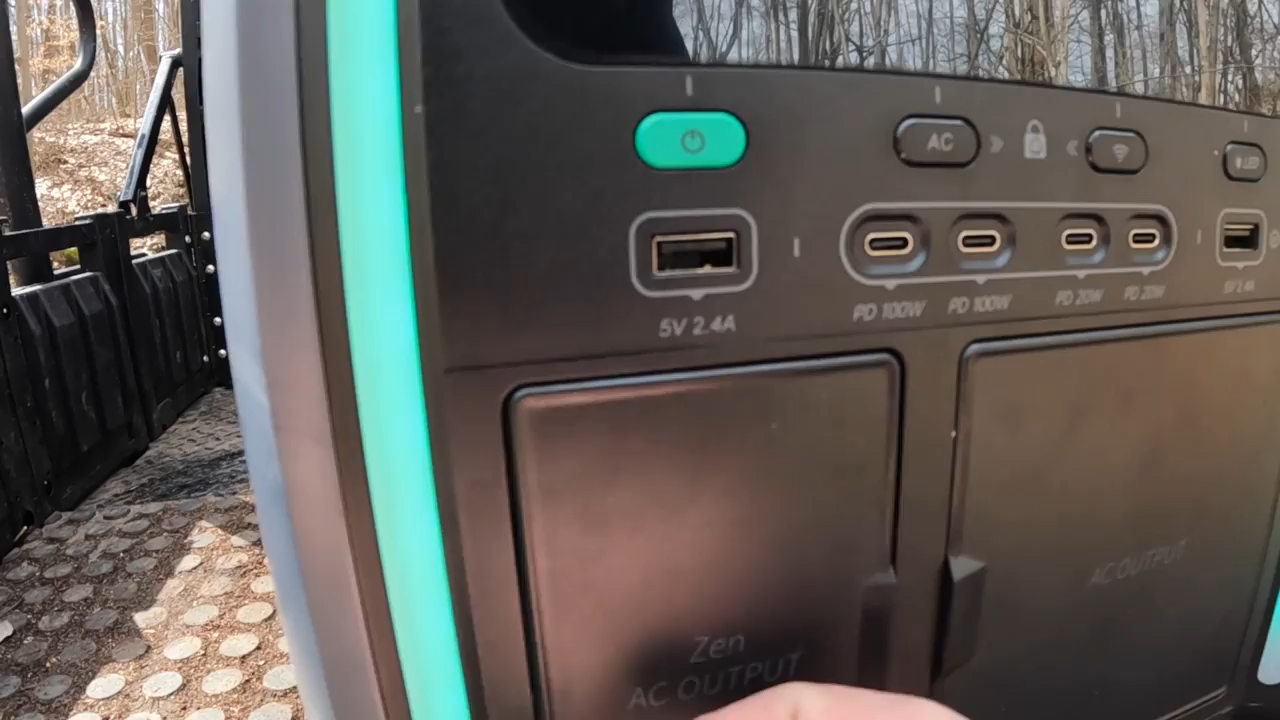 AC
LED
5V 2.4A
PD 100W
PD 100W
PD 20W
PD 20W
5V 2.4A
Zen
AC OUTPUT
AC OUTPUT